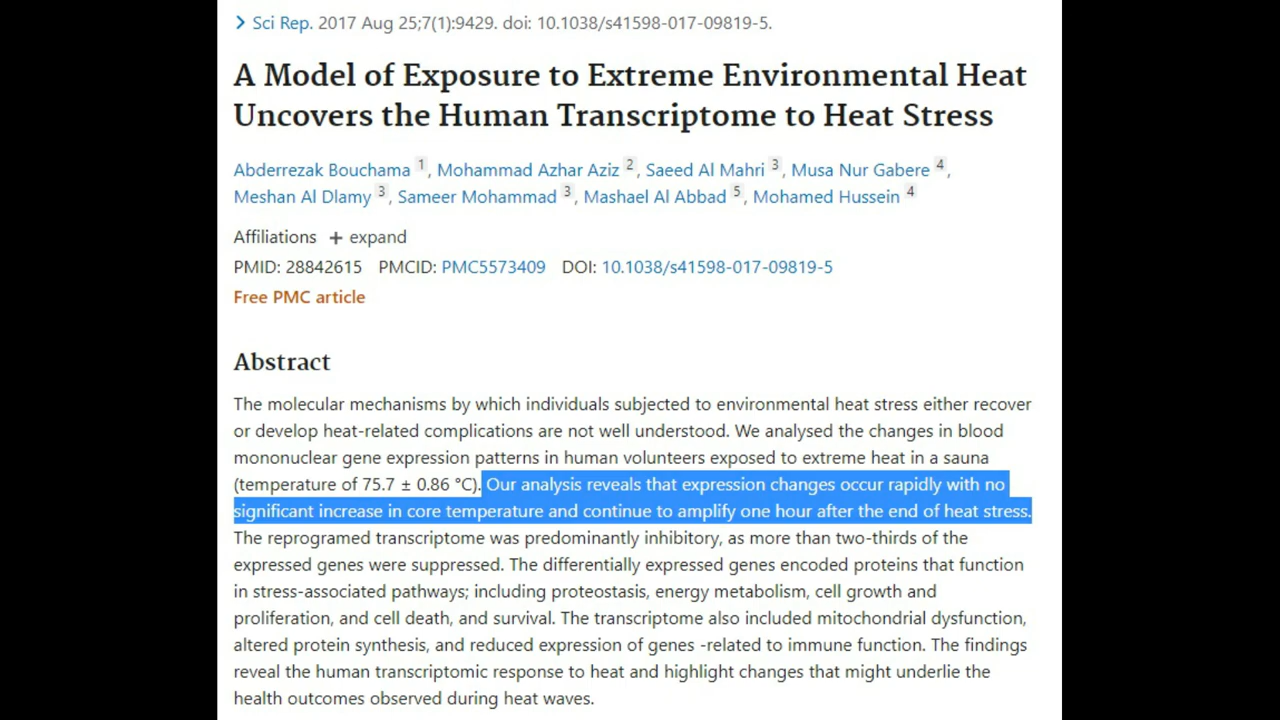 Sci Rep. 2017 Aug 25;7(1):9429. doi: 10.1038/s41598-017-09819-5.
A Model of Exposure to Extreme Environmental Heat
Uncovers the Human Transcriptome to Heat Stress
Abderrezak Bouchama 1, Mohammad Azhar Aziz 2, Saeed Al Mahri 3, Musa Nur Gabere 4,
Meshan Al Dlamy 3, Sameer Mohammad 3, Mashael Al Abbad 5, Mohamed Hussein 4
Affiliations + expand
PMID: 28842615 PMCID: PMC5573409 DOI: 10.1038/s41598-017-09819-5
Free PMC article
Abstract
The molecular mechanisms by which individuals subjected to environmental heat stress either recover
or develop heat-related complications are not well understood. We analysed the changes in blood
mononuclear gene expression patterns in human volunteers exposed to extreme heat in a sauna
(temperature of 75.7 ± 0.86 °C). Our analysis reveals that expression changes occur rapidly with no
significant increase in core temperature and continue to amplify one hour after the end of heat stress.
The reprogramed transcriptome was predominantly inhibitory, as more than two-thirds of the
expressed genes were suppressed. The differentially expressed genes encoded proteins that function
in stress-associated pathways; including proteostasis, energy metabolism, cell growth and
proliferation, and cell death, and survival. The transcriptome also included mitochondrial dysfunction,
altered protein synthesis, and reduced expression of genes -related to immune function. The findings
reveal the human transcriptomic response to heat and highlight changes that might underlie the
health outcomes observed during heat waves.